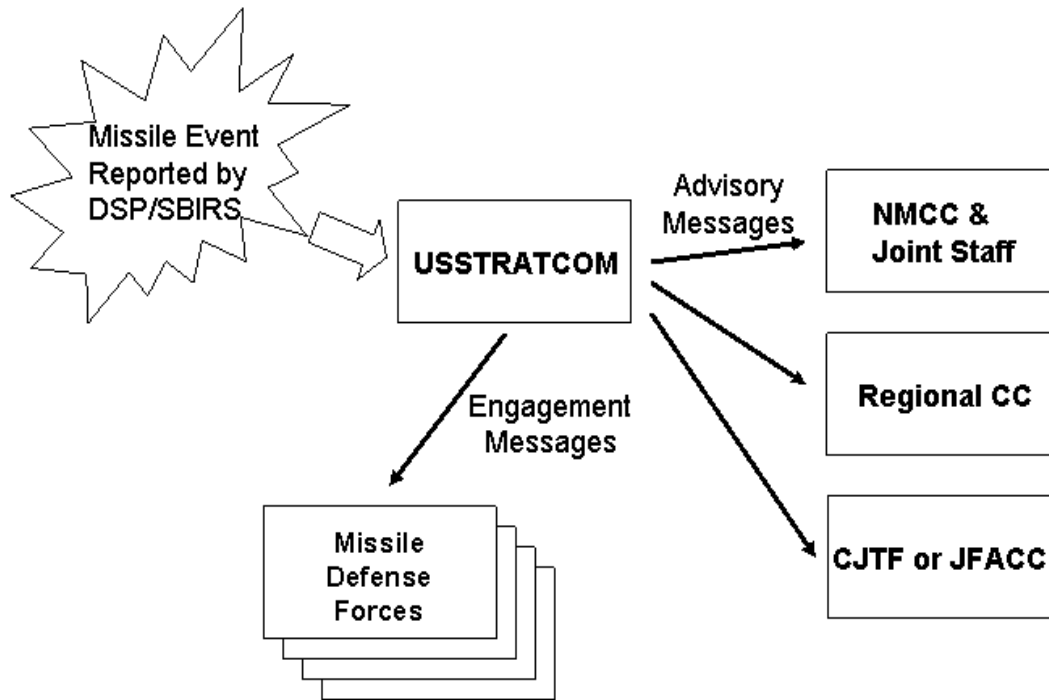 Missile Event
Reported by
DSP/SBIRS
USSTRATCOM
Advisory
Messages
NMCC &
Joint Staff
Regional CC
CJTF or JFACC
Engagement
Messages
Missile
Defense
Forces